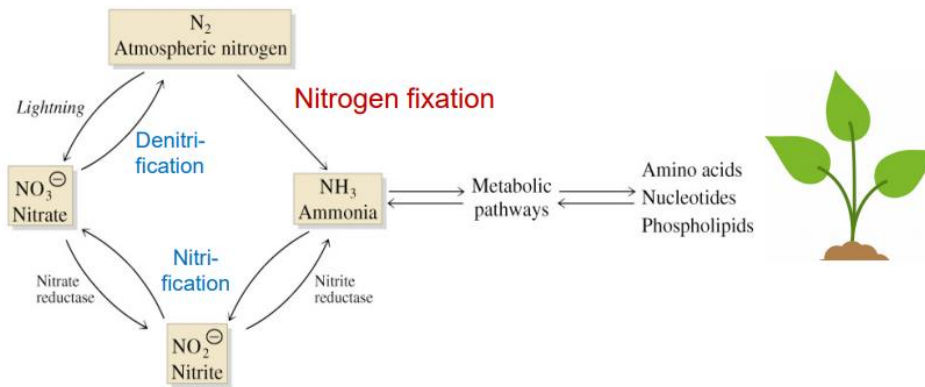 N₂
Atmospheric nitrogen
Lightning
Nitrogen fixation
Denitri-
fication
NO₃⊖
Nitrate
NH₃
Ammonia
Metabolic
pathways
Amino acids
Nucleotides
Phospholipids
Nitri-
fication
Nitrate
reductase
Nitrite
reductase
NO₂⊖
Nitrite